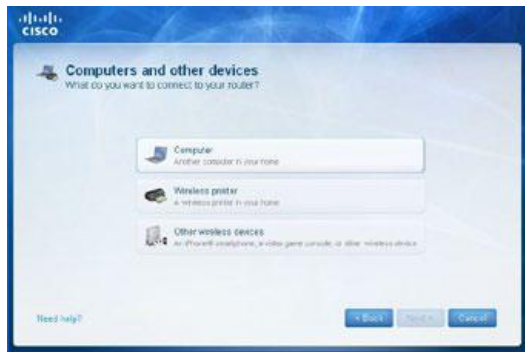 CISCO
Computers and other devices
What do you want to connect to your router?
Computer
Another computer in your home
Wireless printer
A wireless printer in your home
Other wireless devices
An iPhone® smartphone, a video game console, or other wireless device
Need help?
< Back
Next >
Cancel